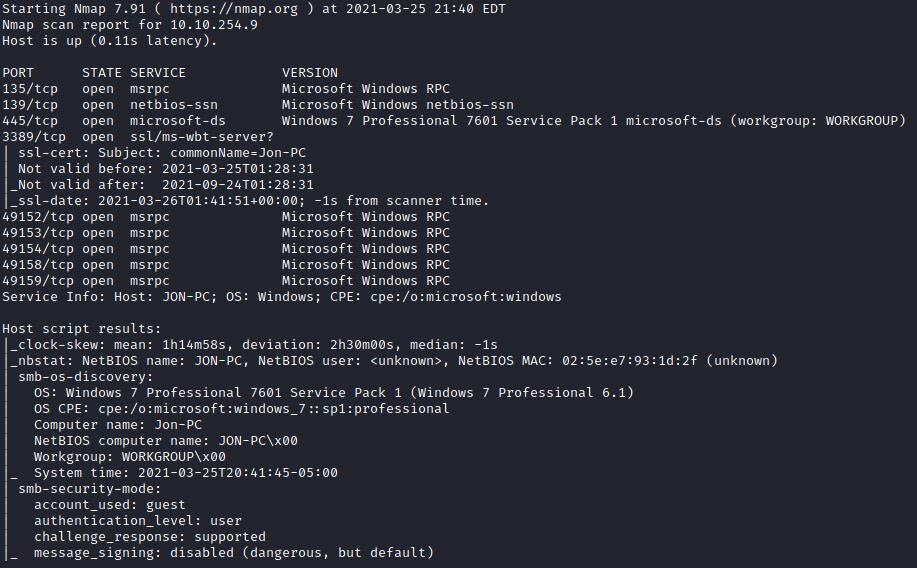 Starting Nmap 7.91 ( https://nmap.org ) at 2021-03-25 21:40 EDT
Nmap scan report for 10.10.254.9
Host is up (0.11s latency).

PORT      STATE SERVICE            VERSION
135/tcp   open  msrpc              Microsoft Windows RPC
139/tcp   open  netbios-ssn        Microsoft Windows netbios-ssn
445/tcp   open  microsoft-ds       Windows 7 Professional 7601 Service Pack 1 microsoft-ds (workgroup: WORKGROUP)
3389/tcp  open  ssl/ms-wbt-server?
| ssl-cert: Subject: commonName=Jon-PC
| Not valid before: 2021-03-25T01:28:31
|_Not valid after:  2021-09-24T01:28:31
|_ssl-date: 2021-03-26T01:41:51+00:00; -1s from scanner time.
49152/tcp open  msrpc              Microsoft Windows RPC
49153/tcp open  msrpc              Microsoft Windows RPC
49154/tcp open  msrpc              Microsoft Windows RPC
49158/tcp open  msrpc              Microsoft Windows RPC
49159/tcp open  msrpc              Microsoft Windows RPC
Service Info: Host: JON-PC; OS: Windows; CPE: cpe:/o:microsoft:windows

Host script results:
|_clock-skew: mean: 1h14m58s, deviation: 2h30m00s, median: -1s
|_nbstat: NetBIOS name: JON-PC, NetBIOS user: <unknown>, NetBIOS MAC: 02:5e:e7:93:1d:2f (unknown)
| smb-os-discovery:
|   OS: Windows 7 Professional 7601 Service Pack 1 (Windows 7 Professional 6.1)
|   OS CPE: cpe:/o:microsoft:windows_7::sp1:professional
|   Computer name: Jon-PC
|   NetBIOS computer name: JON-PC\x00
|   Workgroup: WORKGROUP\x00
|_  System time: 2021-03-25T20:41:45-05:00
| smb-security-mode:
|   account_used: guest
|   authentication_level: user
|   challenge_response: supported
|_  message_signing: disabled (dangerous, but default)